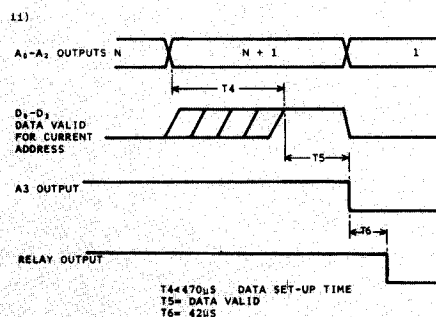 ii)
A₀-A₂ OUTPUTS N N + 1 1
T4
D₀-D₃
DATA VALID
FOR CURRENT
ADDRESS
T5
A3 OUTPUT
T6
RELAY OUTPUT
T4<470µS DATA SET-UP TIME
T5= DATA VALID
T6= 42µS